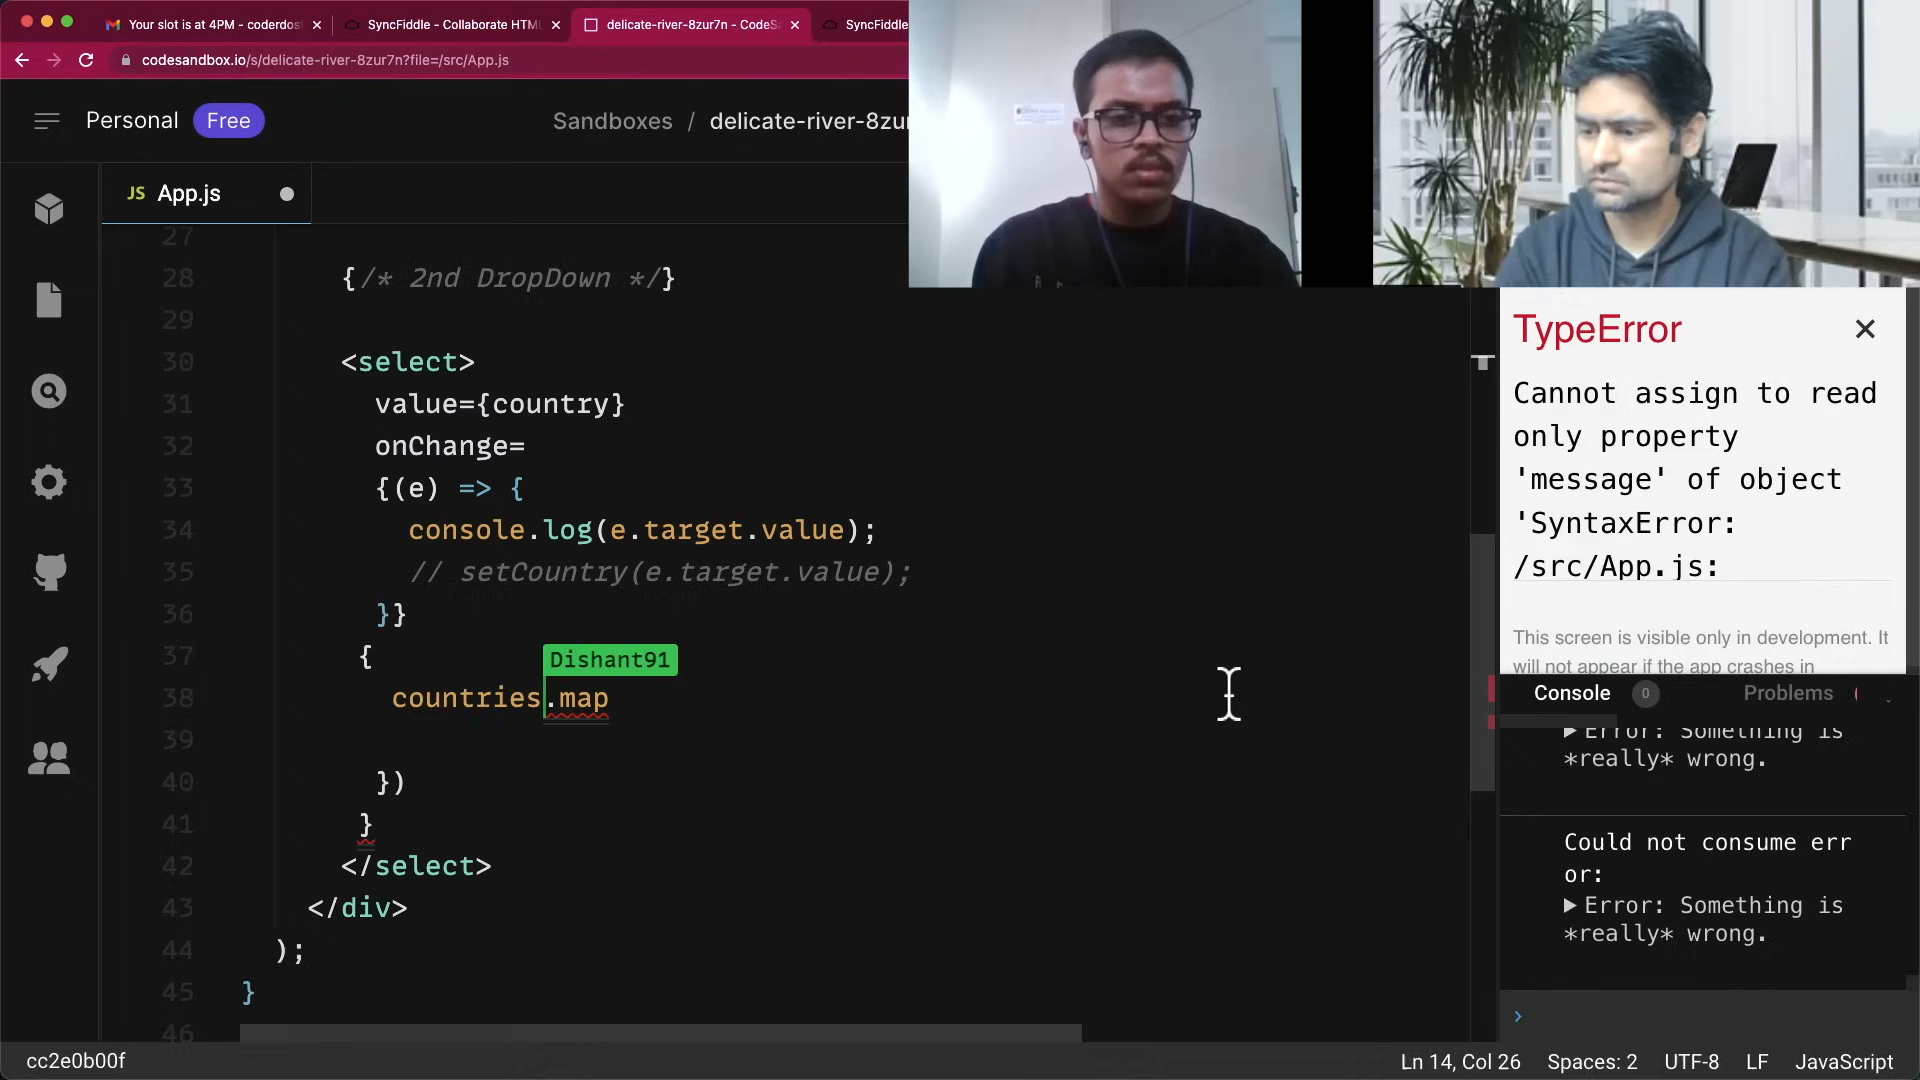 Your slot is at 4PM - coderdos
SyncFiddle - Collaborate HTML
delicate-river-8zur7n - CodeSa
SyncFiddle
codesandbox.io/s/delicate-river-8zur7n?file=/src/App.js
Personal Free
Sandboxes / delicate-river-8zur
JS App.js
27
28 {/* 2nd DropDown */}
29
30 <select>
31 value={country}
32 onChange=
33 {(e) => {
34 console.log(e.target.value);
35 // setCountry(e.target.value);
36 }}
37 {
Dishant91
38 countries.map
39
40 })
41 }
42 </select>
43 </div>
44 );
45 }
46
TypeError
Cannot assign to read
only property
'message' of object
'SyntaxError:
/src/App.js:
This screen is visible only in development. It
will not appear if the app crashes in
Console 0 Problems
Error: Something is
*really* wrong.
Could not consume err
or:
Error: Something is
*really* wrong.
cc2e0b00f
Ln 14, Col 26 Spaces: 2 UTF-8 LF JavaScript